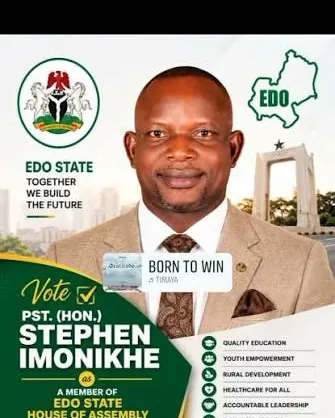 EDO
EDO STATE
TOGETHER
WE BUILD
THE FUTURE
BORN TO WIN
TIMAYA
Vote
PST. (HON.)
STEPHEN
IMONIKHE
as
A MEMBER OF
EDO STATE
HOUSE OF ASSEMBLY
QUALITY EDUCATION
YOUTH EMPOWERMENT
RURAL DEVELOPMENT
HEALTHCARE FOR ALL
ACCOUNTABLE LEADERSHIP